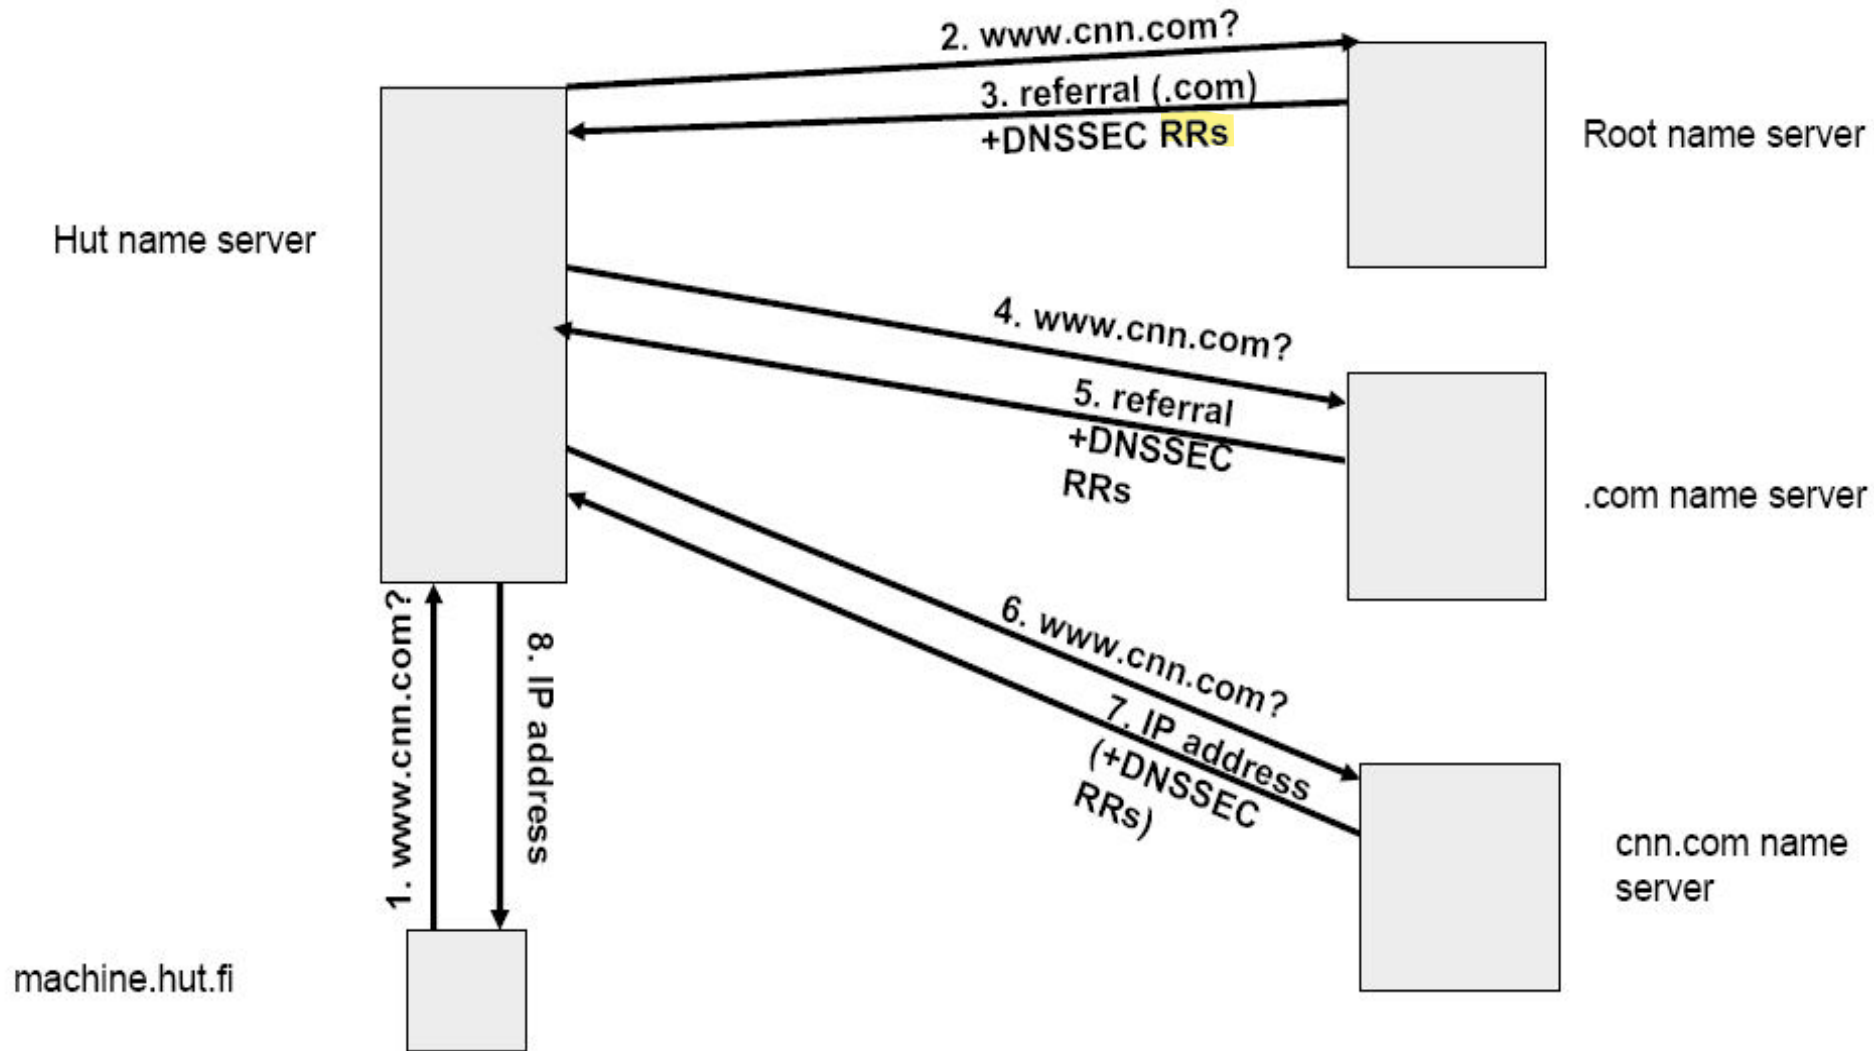 2. www.cnn.com?
3. referral (.com)
+DNSSEC RRs
Root name server
Hut name server
4. www.cnn.com?
5. referral
+DNSSEC
RRs
.com name server
6. www.cnn.com?
7. IP address
(+DNSSEC
RRs)
cnn.com name
server
1. www.cnn.com?
8. IP address
machine.hut.fi